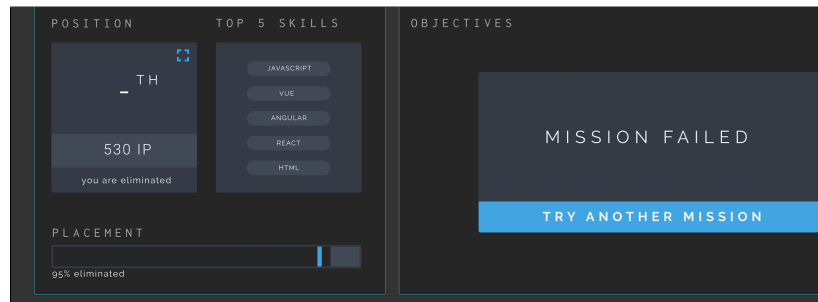 POSITION
TOP 5 SKILLS
_ TH
530 IP
you are eliminated
JAVASCRIPT
VUE
ANGULAR
REACT
HTML
PLACEMENT
95% eliminated
OBJECTIVES
MISSION FAILED
TRY ANOTHER MISSION